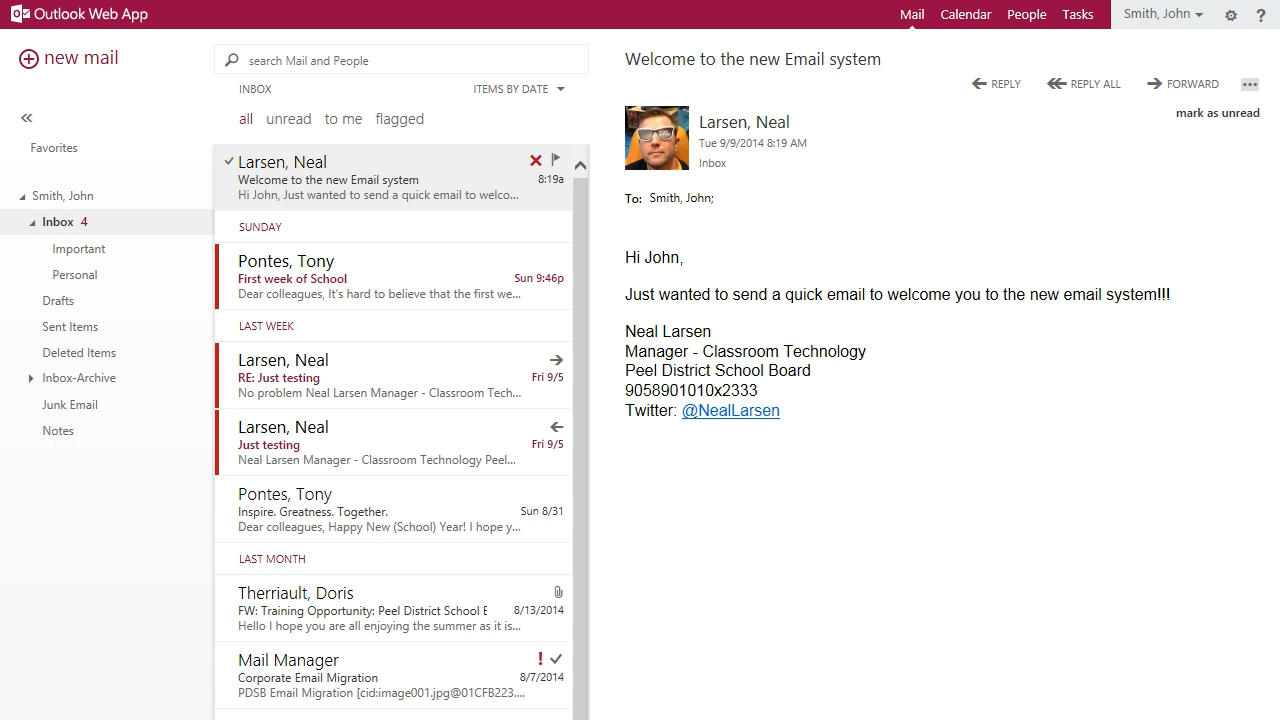 Outlook Web App
Mail Calendar People Tasks
Smith, John
?
new mail
Favorites
Smith, John
Inbox 4
Important
Personal
Drafts
Sent Items
Deleted Items
Inbox-Archive
Junk Email
Notes
search Mail and People
INBOX ITEMS BY DATE
all unread to me flagged
Larsen, Neal
Welcome to the new Email system 8:19a
Hi John, Just wanted to send a quick email to welco...
SUNDAY
Pontes, Tony
First week of School Sun 9:46p
Dear colleagues, It's hard to believe that the first we...
LAST WEEK
Larsen, Neal
RE: Just testing Fri 9/5
No problem Neal Larsen Manager - Classroom Tech...
Larsen, Neal
Just testing Fri 9/5
Neal Larsen Manager - Classroom Technology Peel...
Pontes, Tony
Inspire. Greatness. Together. Sun 8/31
Dear colleagues, Happy New (School) Year! I hope y...
LAST MONTH
Therriault, Doris
FW: Training Opportunity: Peel District School E 8/13/2014
Hello I hope you are all enjoying the summer as it is...
Mail Manager
Corporate Email Migration 8/7/2014
PDSB Email Migration [cid:image001.jpg@01CFB223....
Welcome to the new Email system
REPLY REPLY ALL FORWARD
mark as unread
Larsen, Neal
Tue 9/9/2014 8:19 AM
Inbox
To: Smith, John;
Hi John,
Just wanted to send a quick email to welcome you to the new email system!!!
Neal Larsen
Manager - Classroom Technology
Peel District School Board
9058901010x2333
Twitter: @NealLarsen